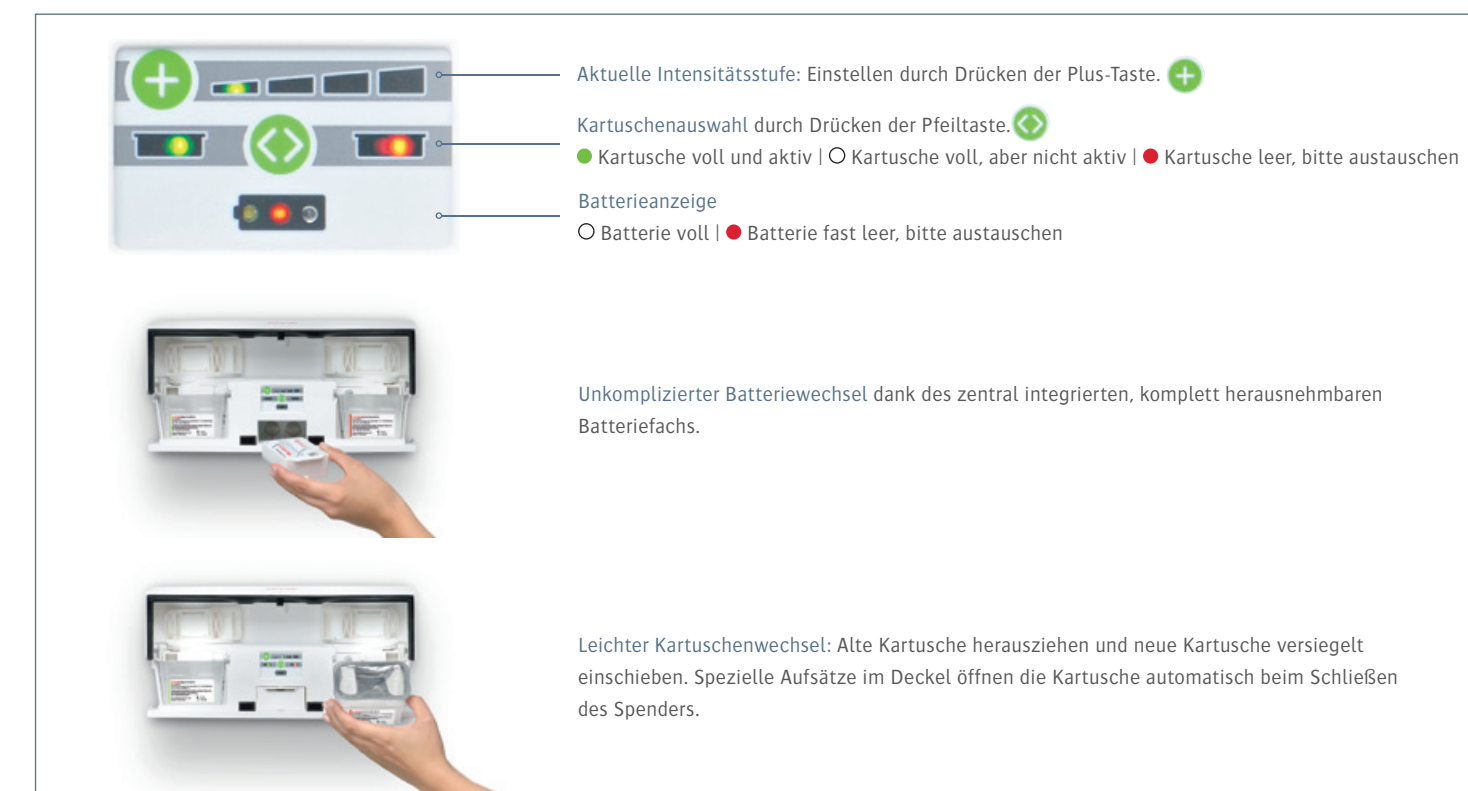 Aktuelle Intensitätsstufe: Einstellen durch Drücken der Plus-Taste.
Kartuschenauswahl durch Drücken der Pfeiltaste.
Kartusche voll und aktiv | Kartusche voll, aber nicht aktiv | Kartusche leer, bitte austauschen
Batterieanzeige
Batterie voll | Batterie fast leer, bitte austauschen
Unkomplizierter Batteriewechsel dank des zentral integrierten, komplett herausnehmbaren
Batteriefachs.
Leichter Kartuschenwechsel: Alte Kartusche herausziehen und neue Kartusche versiegelt
einschieben. Spezielle Aufsätze im Deckel öffnen die Kartusche automatisch beim Schließen
des Spenders.